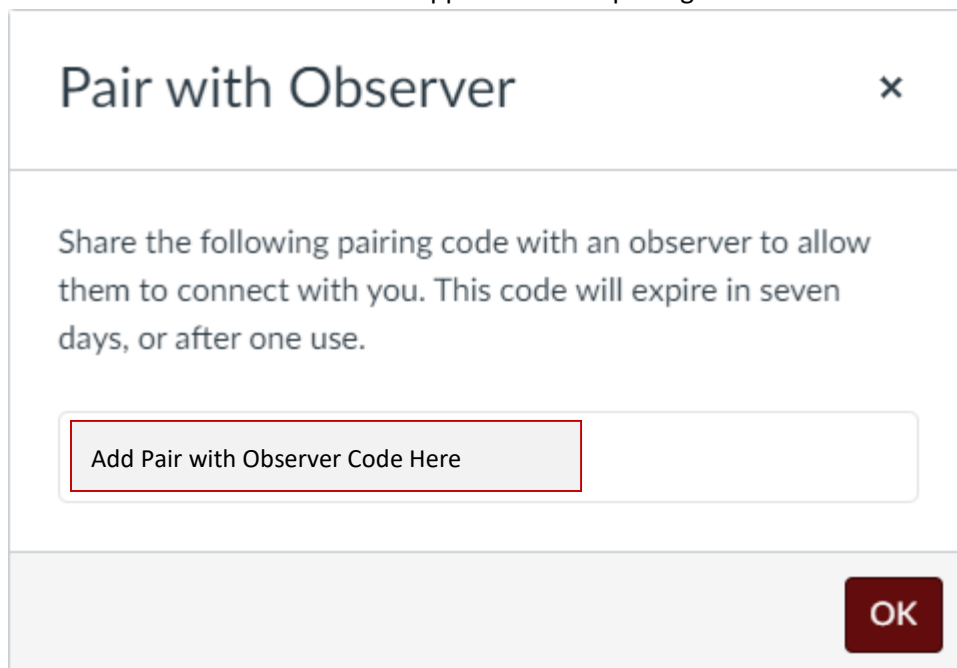 Pair with Observer ×
Share the following pairing code with an observer to allow
them to connect with you. This code will expire in seven
days, or after one use.
Add Pair with Observer Code Here
OK